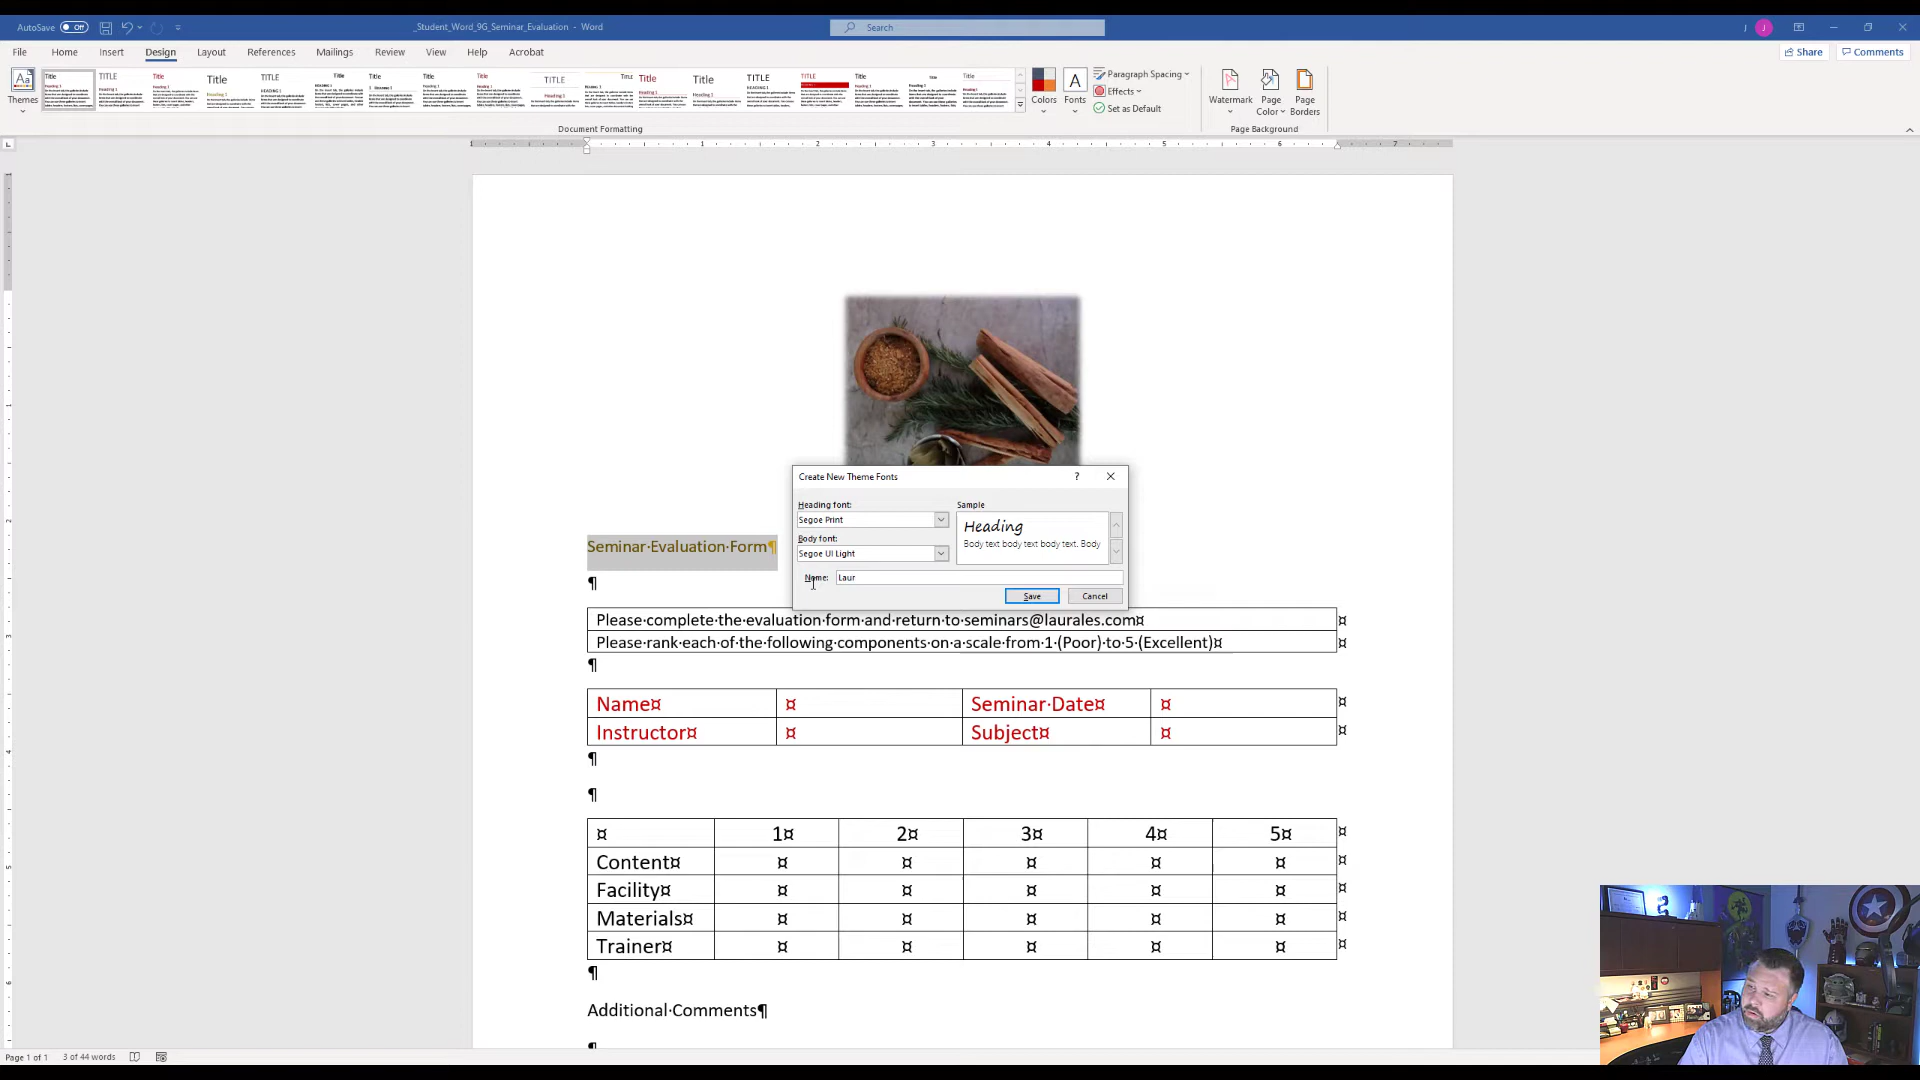 AutoSave Off _Student_Word_9G_Seminar_Evaluation - Word Search J J
File Home Insert Design Layout References Mailings Review View Help Acrobat Share Comments
Themes Colors Fonts Paragraph Spacing Effects Set as Default Watermark Page Color Page Borders
Document Formatting Page Background
Create New Theme Fonts ? ×
Heading font: Sample
Segoe Print Heading
Body font: Body text body text body text. Body
Segoe UI Light
Name: Laur
Save Cancel
Seminar·Evaluation·Form¶
¶
Please·complete·the·evaluation·form·and·return·to·seminars@laurales.com¤ ¤
Please·rank·each·of·the·following·components·on·a·scale·from·1·(Poor)·to·5·(Excellent)¤ ¤
¶
Name¤ ¤ Seminar·Date¤ ¤ ¤
Instructor¤ ¤ Subject¤ ¤ ¤
¶
¶
¤ 1¤ 2¤ 3¤ 4¤ 5¤ ¤
Content¤ ¤ ¤ ¤ ¤ ¤ ¤
Facility¤ ¤ ¤ ¤ ¤ ¤ ¤
Materials¤ ¤ ¤ ¤ ¤ ¤ ¤
Trainer¤ ¤ ¤ ¤ ¤ ¤ ¤
¶
Additional·Comments¶
¶
Page 1 of 1 3 of 44 words